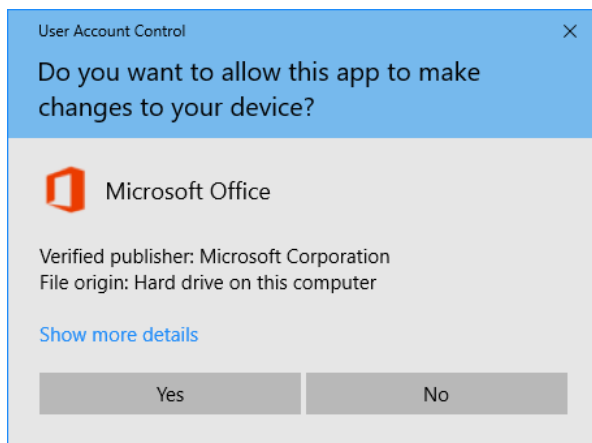 User Account Control
Do you want to allow this app to make
changes to your device?
Microsoft Office
Verified publisher: Microsoft Corporation
File origin: Hard drive on this computer
Show more details
Yes
No